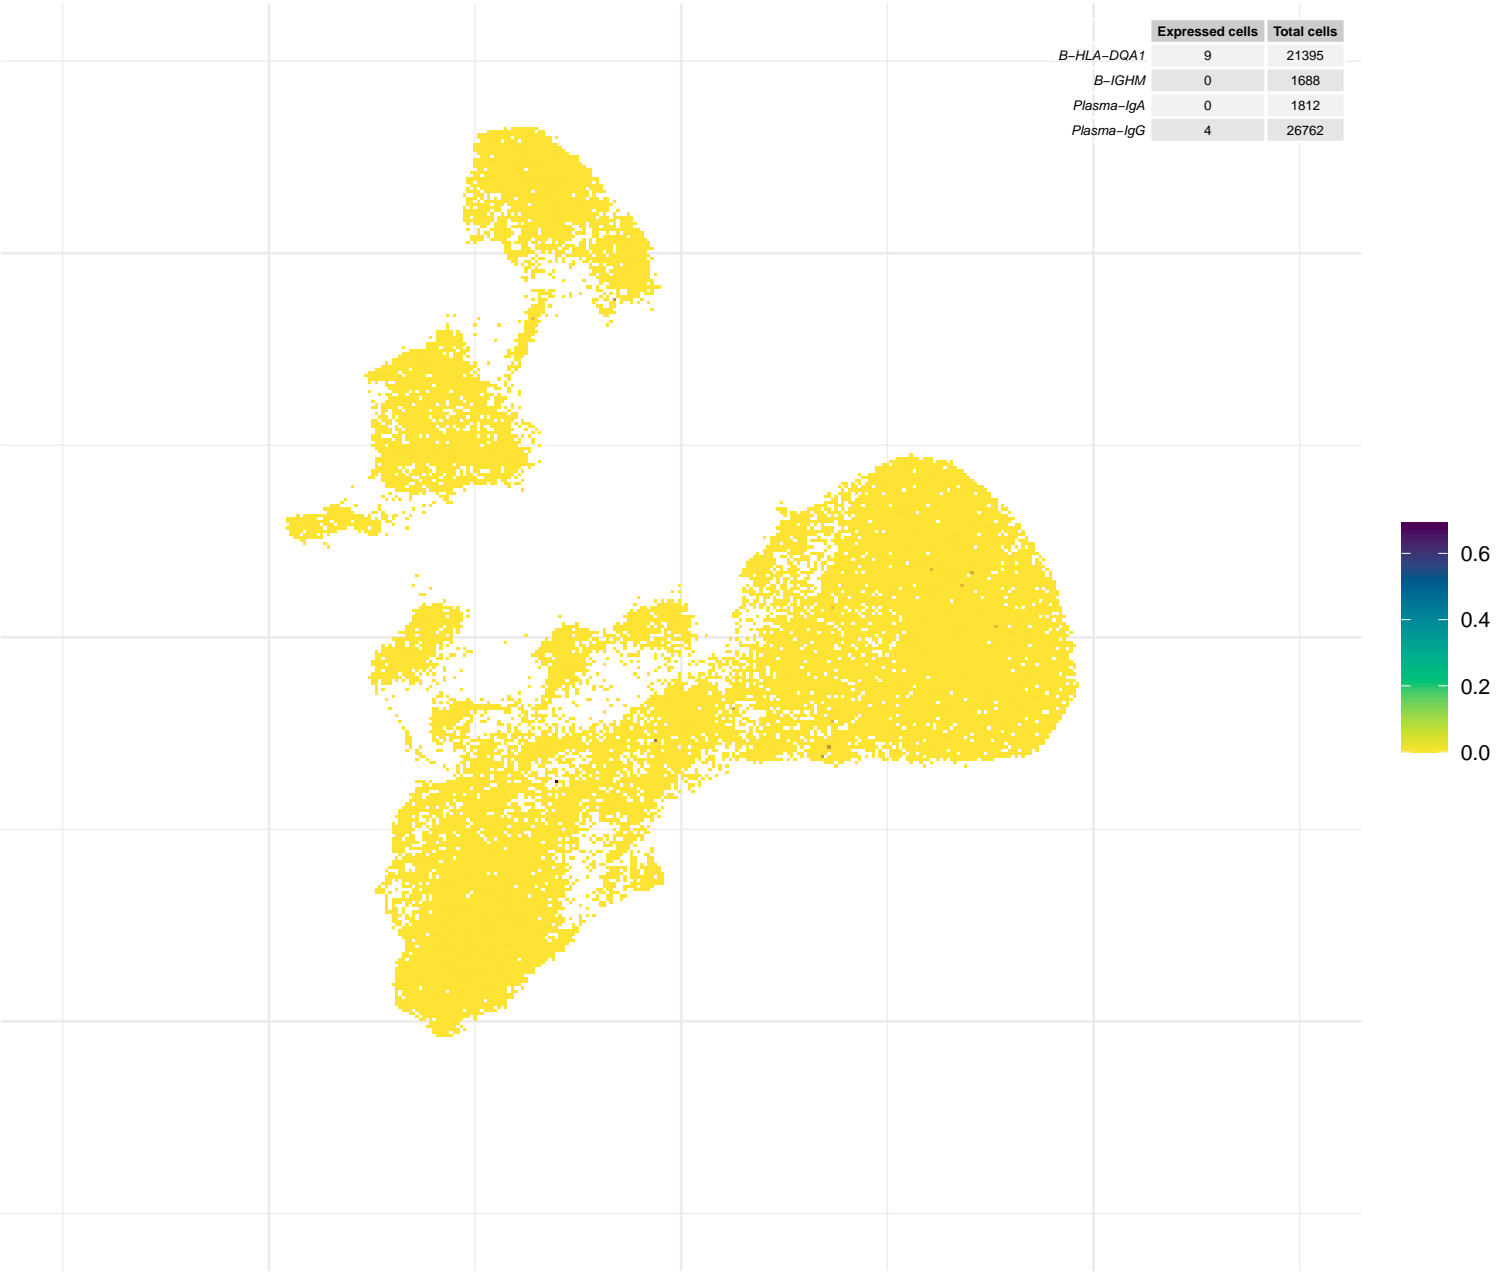 Expressed cells Total cells
B−HLA−DQA1 9 21395
B−IGHM 0 1688
Plasma−IgA 0 1812
Plasma−IgG 4 26762
0.6
0.4
0.2
0.0